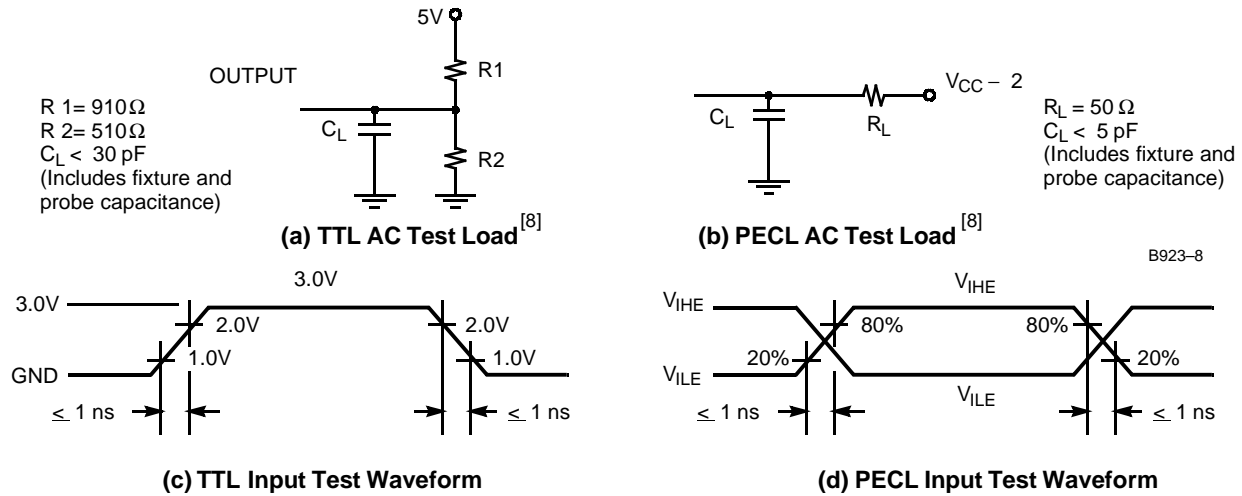 5V
R1
OUTPUT
R 1= 910Ω
R 2= 510Ω
C_L < 30 pF
(Includes fixture and
probe capacitance)
C_L
R2
(a) TTL AC Test Load [8]
V_CC – 2
C_L
R_L
R_L = 50 Ω
C_L < 5 pF
(Includes fixture and
probe capacitance)
(b) PECL AC Test Load [8]
B923–8
3.0V
3.0V
2.0V
2.0V
1.0V
1.0V
GND
≤ 1 ns
≤ 1 ns
(c) TTL Input Test Waveform
V_IHE
V_IHE
80%
80%
20%
20%
V_ILE
V_ILE
≤ 1 ns
≤ 1 ns
(d) PECL Input Test Waveform